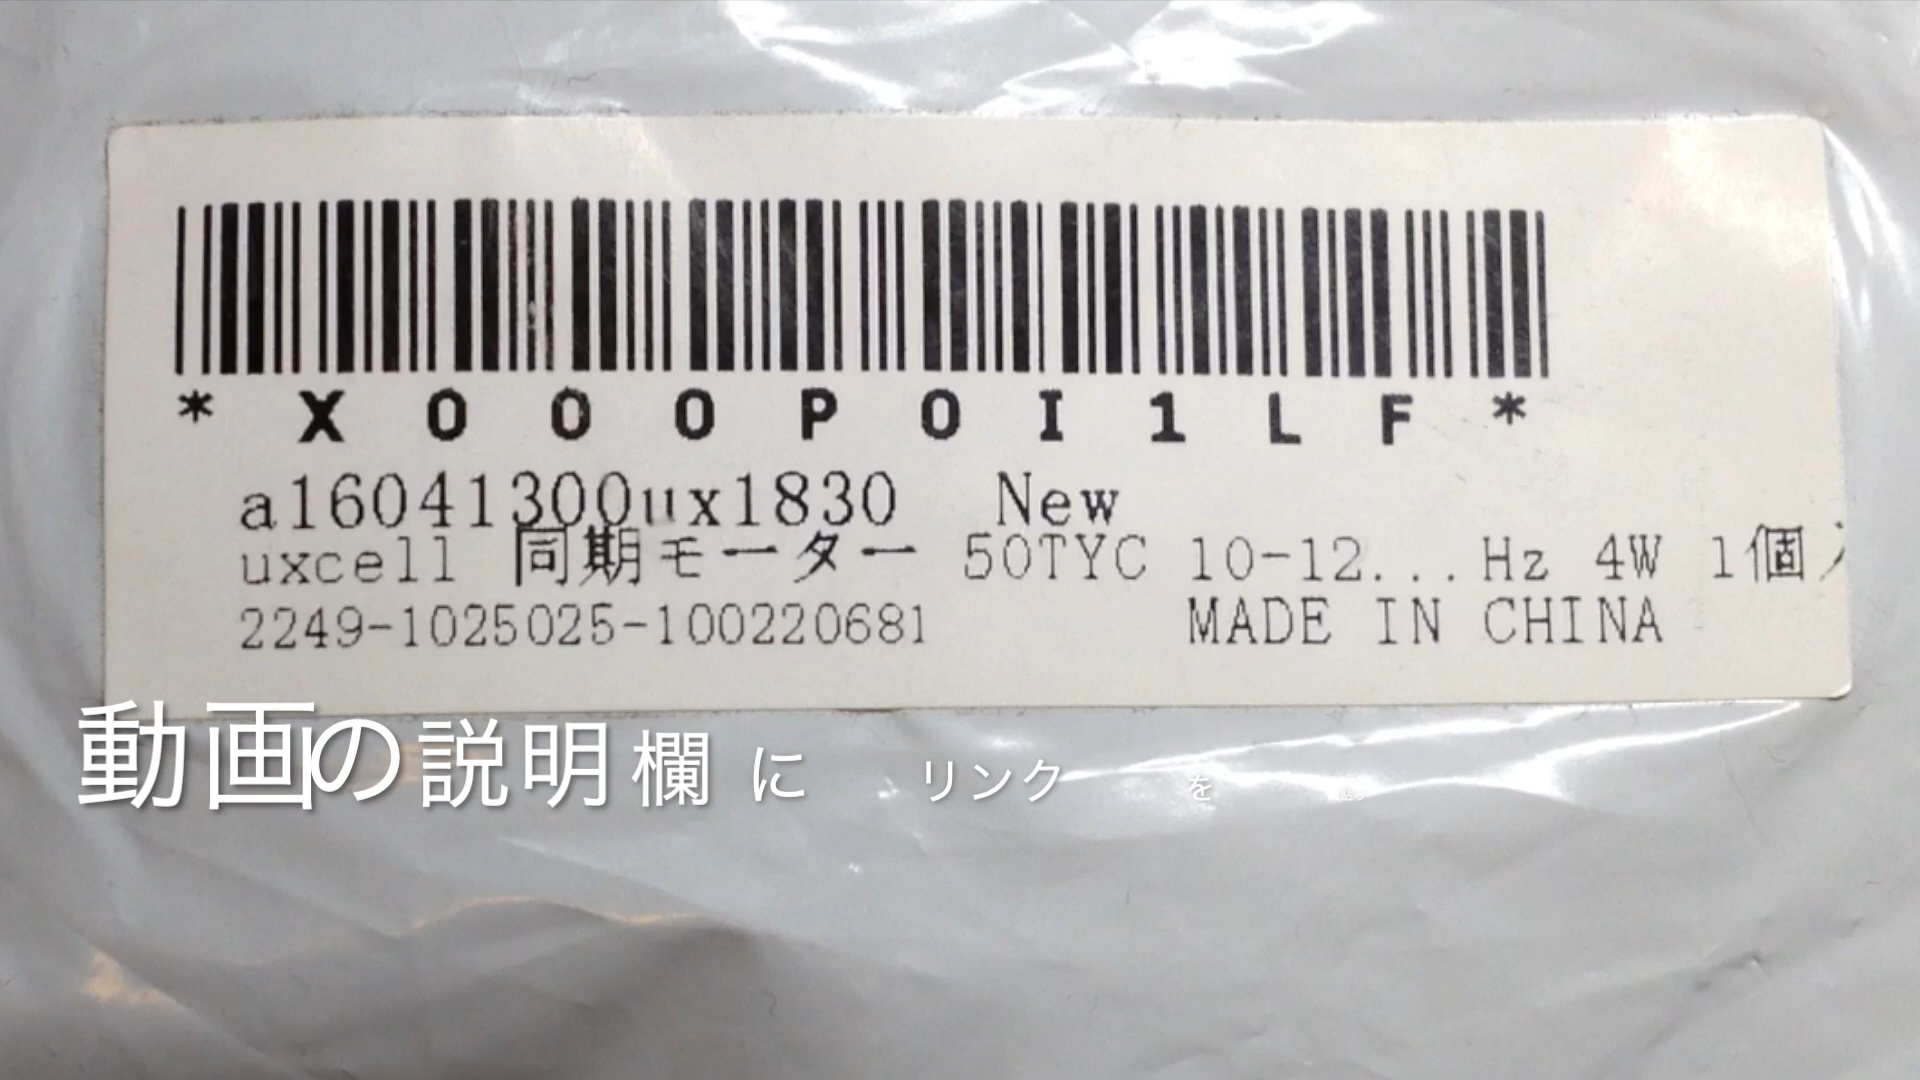 *X000P0I1LF*
a16041300ux1830 New
uxcell 同期モーター 50TYC 10-12...Hz 4W 1個
2249-1025025-100220681 MADE IN CHINA
動画の説明欄にリンクを